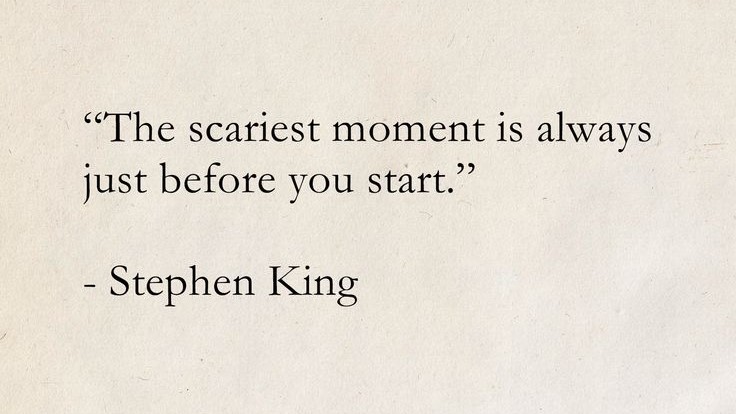 “The scariest moment is always
just before you start.”
- Stephen King